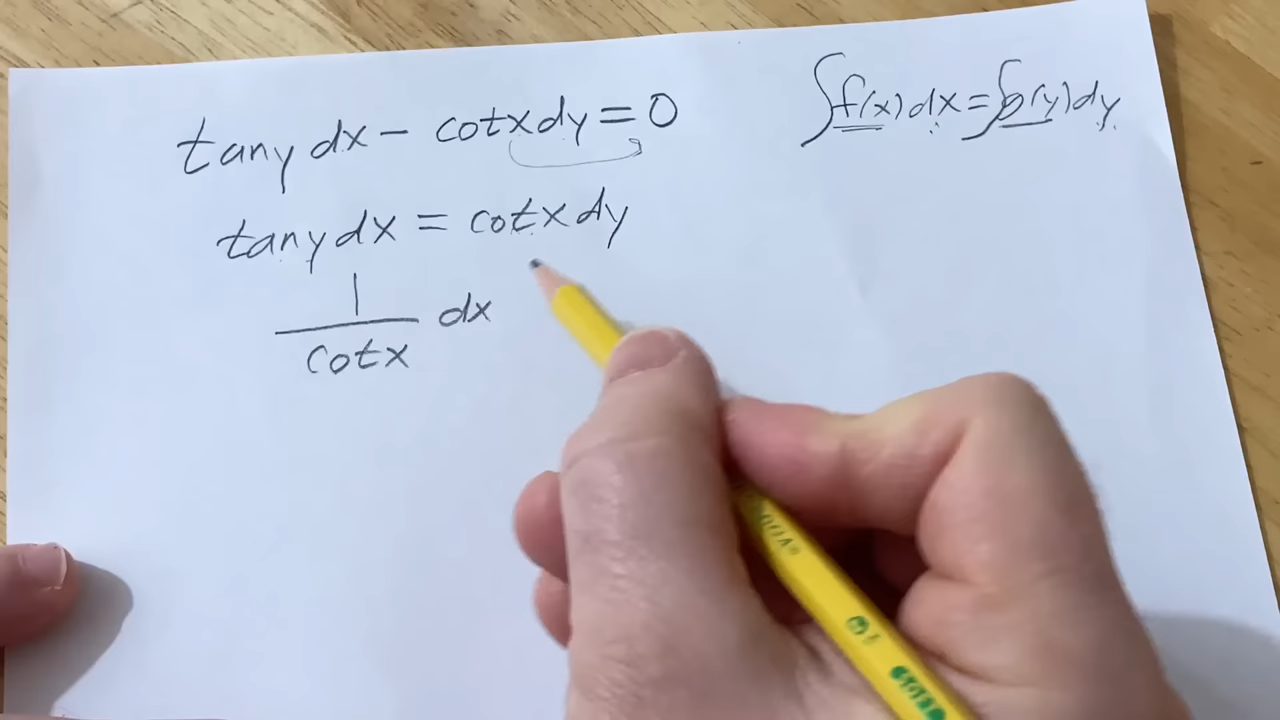 tany dx - cotx dy = 0
∫f(x)dx = ∫g(y)dy
tany dx = cotx dy
1
cotx dx